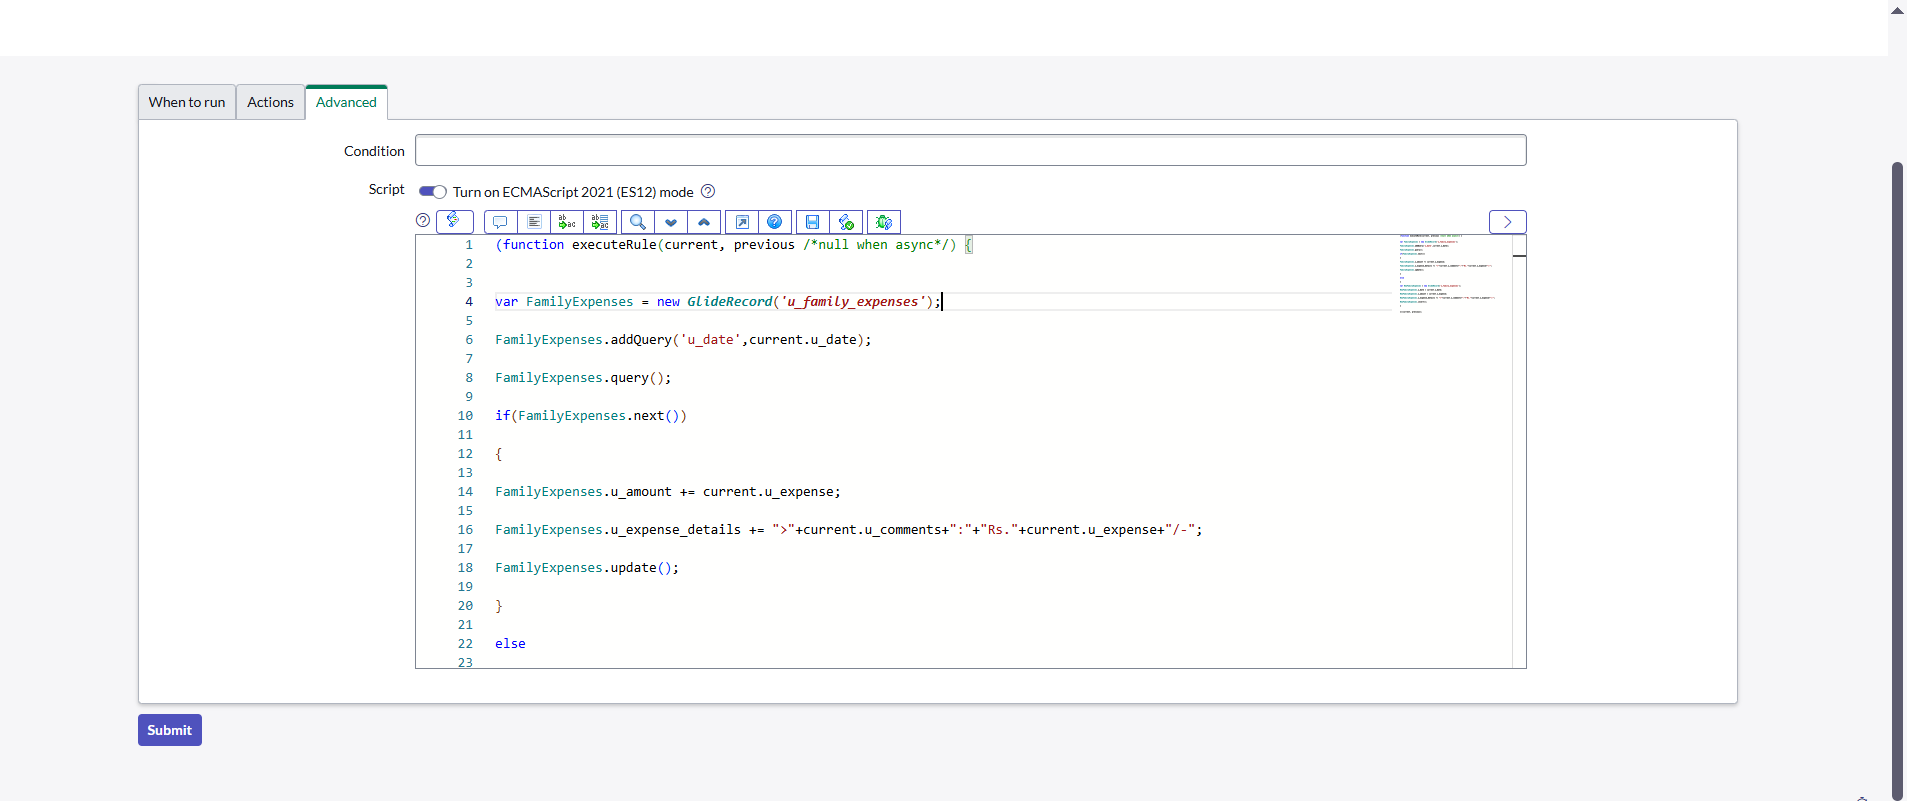 When to run Actions Advanced
Condition
Script Turn on ECMAScript 2021 (ES12) mode
1 (function executeRule(current, previous /*null when async*/) {
2
3
4 var FamilyExpenses = new GlideRecord('u_family_expenses');
5
6 FamilyExpenses.addQuery('u_date',current.u_date);
7
8 FamilyExpenses.query();
9
10 if(FamilyExpenses.next())
11
12 {
13
14 FamilyExpenses.u_amount += current.u_expense;
15
16 FamilyExpenses.u_expense_details += ">"+current.u_comments+":"+"Rs."+current.u_expense+"/-";
17
18 FamilyExpenses.update();
19
20 }
21
22 else
23
Submit